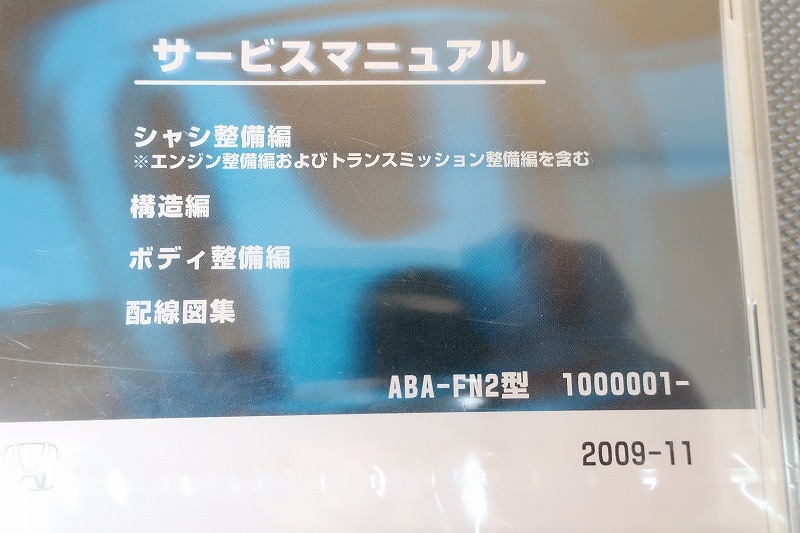 サービスマニュアル
シャシ整備編
※エンジン整備編およびトランスミッション整備編を含む
構造編
ボディ整備編
配線図集
ABA-FN2型 1000001-
2009-11